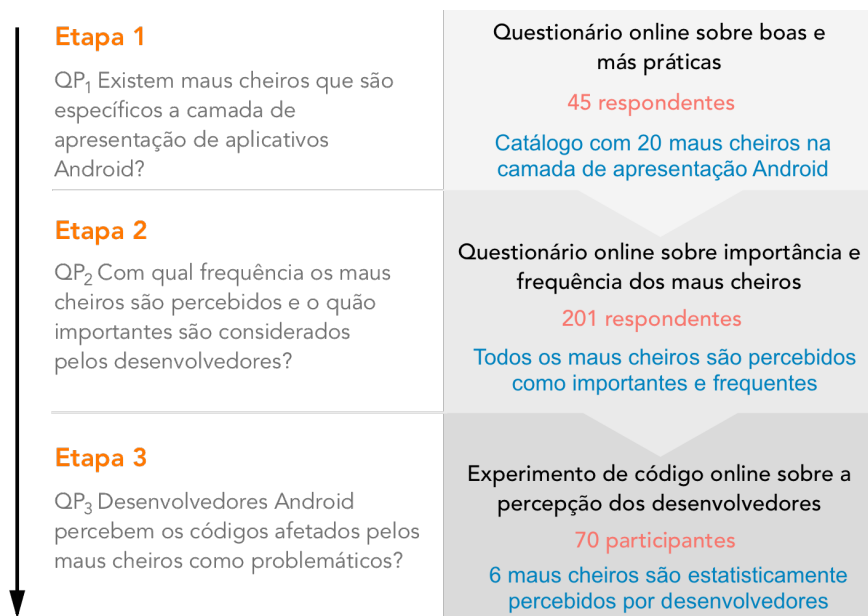 Etapa 1
QP1 Existem maus cheiros que são
específicos a camada de
apresentação de aplicativos
Android?
Questionário online sobre boas e
más práticas
45 respondentes
Catálogo com 20 maus cheiros na
camada de apresentação Android
Etapa 2
QP2 Com qual frequência os maus
cheiros são percebidos e o quão
importantes são considerados
pelos desenvolvedores?
Questionário online sobre importância e
frequência dos maus cheiros
201 respondentes
Todos os maus cheiros são percebidos
como importantes e frequentes
Etapa 3
QP3 Desenvolvedores Android
percebem os códigos afetados pelos
maus cheiros como problemáticos?
Experimento de código online sobre a
percepção dos desenvolvedores
70 participantes
6 maus cheiros são estatisticamente
percebidos por desenvolvedores